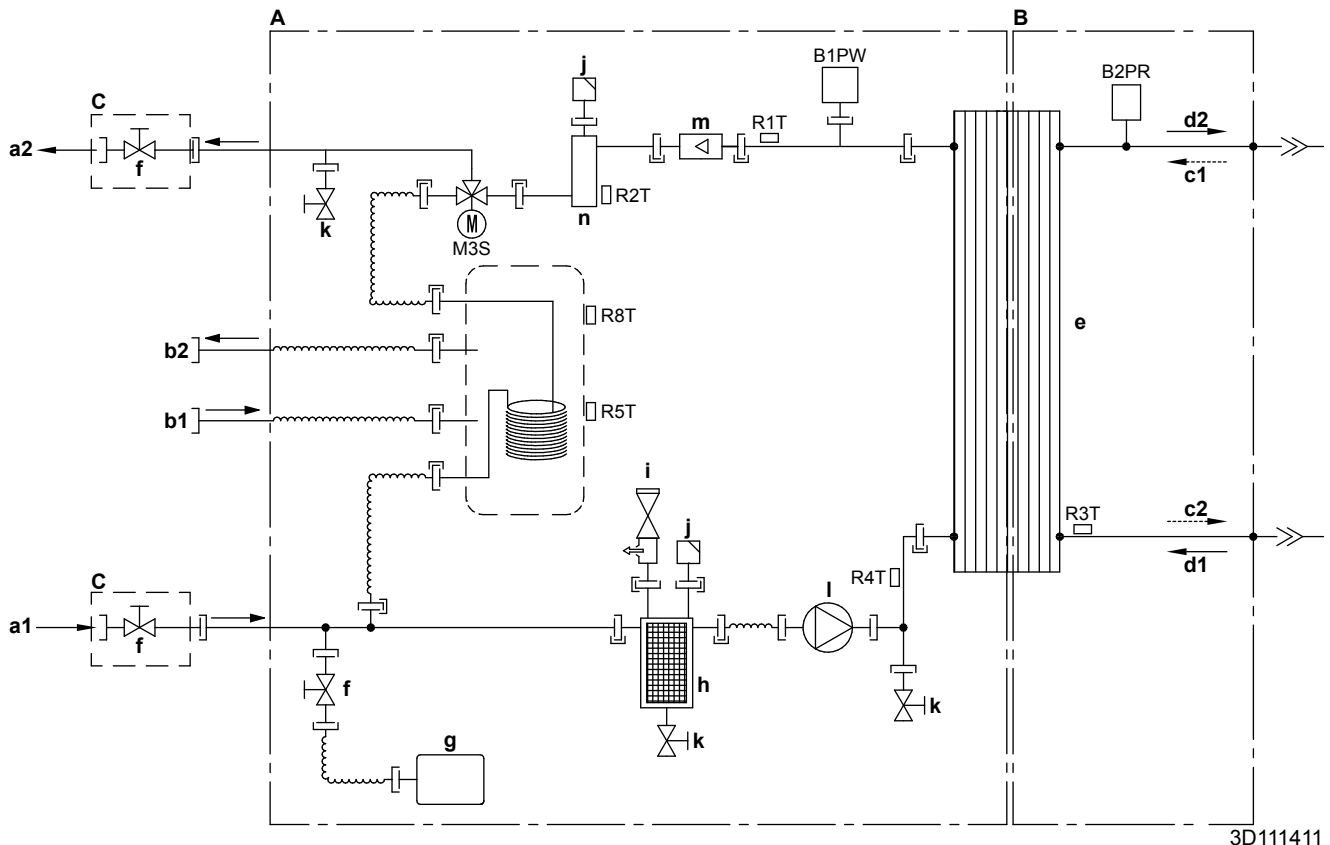 A
B
j
B1PW
B2PR
C
m
R1T
d2
a2
f
c1
R2T
k
n
M
M3S
R8T
e
b2
R5T
b1
i
j
c2
R3T
C
R4T
d1
l
a1
f
f
h
k
k
g
3D111411